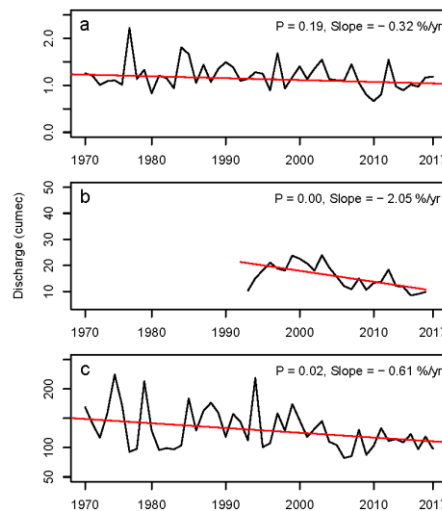 a
P = 0.19, Slope = − 0.32 %/yr
2.0
1.0
0.0
1970 1980 1990 2000 2010 2017
b
P = 0.00, Slope = − 2.05 %/yr
50
40
30
20
10
Discharge (cumec)
1970 1980 1990 2000 2010 2017
c
P = 0.02, Slope = − 0.61 %/yr
200
100
50
1970 1980 1990 2000 2010 2017